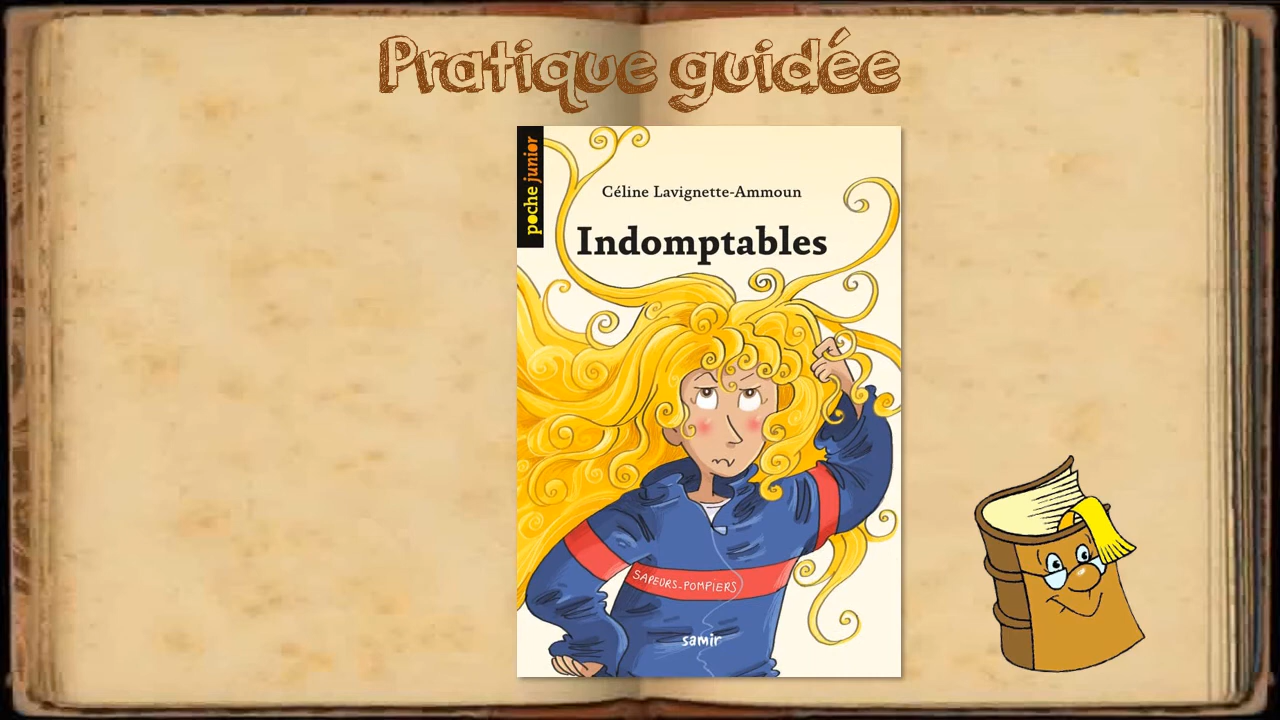 Pratique guidée
poche junior
Céline Lavignette-Ammoun
Indomptables
SAPEURS-POMPIERS
samir